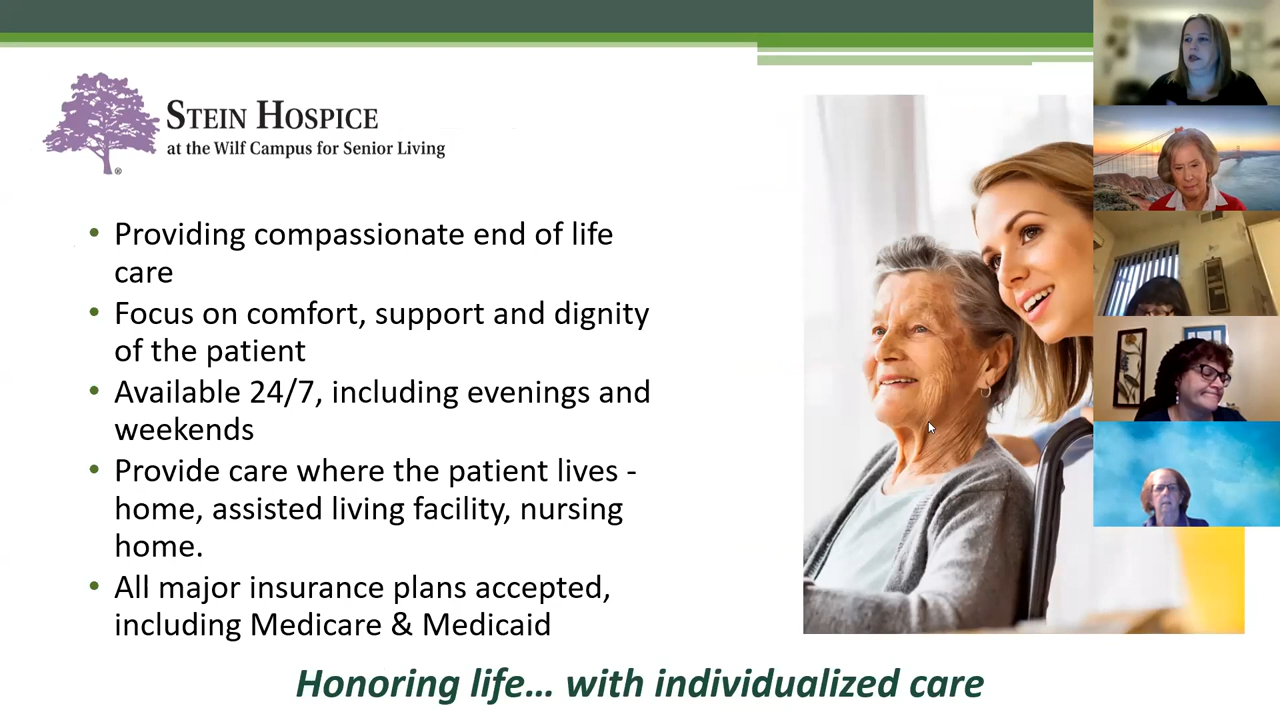 STEIN HOSPICE
at the Wilf Campus for Senior Living
®
• Providing compassionate end of life
care
• Focus on comfort, support and dignity
of the patient
• Available 24/7, including evenings and
weekends
• Provide care where the patient lives -
home, assisted living facility, nursing
home.
• All major insurance plans accepted,
including Medicare & Medicaid
Honoring life... with individualized care